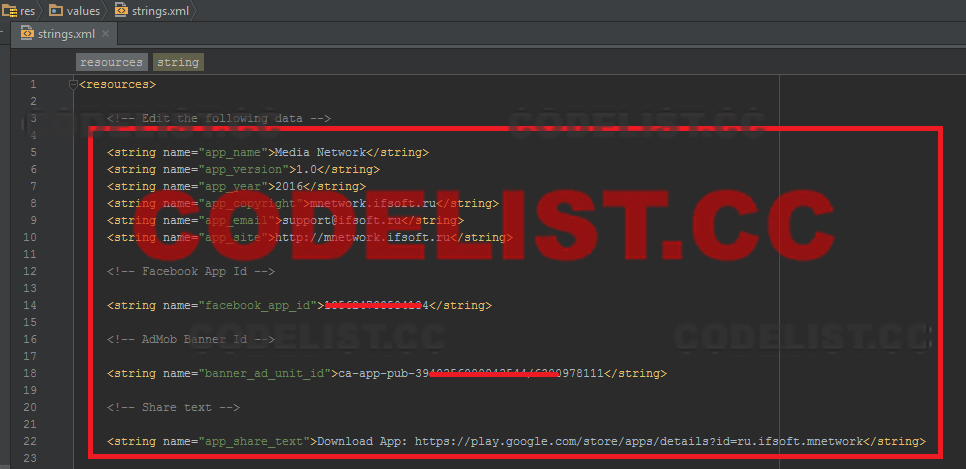 res values strings.xml
strings.xml
resources string
1 <resources>
2
3 <!-- Edit the following data -->
4
5 <string name="app_name">Media Network</string>
6 <string name="app_version">1.0</string>
7 <string name="app_year">2016</string>
8 <string name="app_copyright">mnetwork.ifsoft.ru</string>
9 <string name="app_email">support@ifsoft.ru</string>
10 <string name="app_site">http://mnetwork.ifsoft.ru</string>
CODELIST.CC
11
12 <!-- Facebook App Id -->
13
14 <string name="facebook_app_id">4</string>
15
16 <!-- AdMob Banner Id -->
CODELIST.CC
CODELIST.CC
17
18 <string name="banner_ad_unit_id">ca-app-pub-39 978111</string>
19
20 <!-- Share text -->
21
22 <string name="app_share_text">Download App: https://play.google.com/store/apps/details?id=ru.ifsoft.mnetwork</string>
23